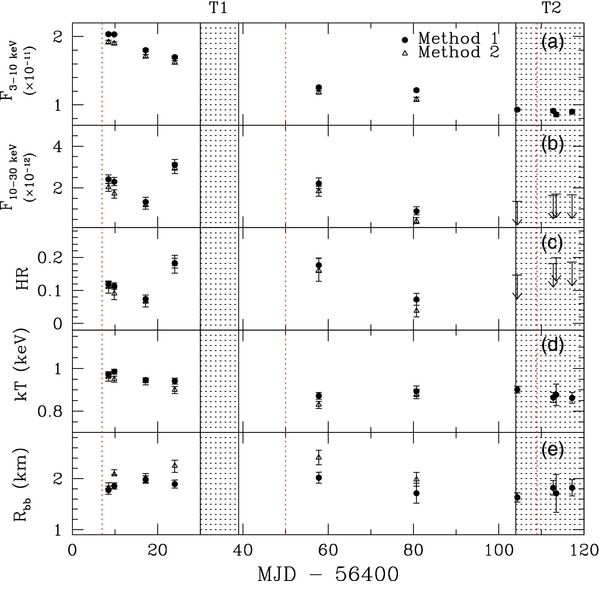 T1 T2
Method 1
Method 2
(a)
F3−10 keV
(×10−11)
2
1
(b)
F10−30 keV
(×10−12)
4
2
(c)
HR
0.2
0.1
0
(d)
kT (keV)
1
0.8
(e)
Rbb (km)
2
1
0 20 40 60 80 100 120
MJD − 56400